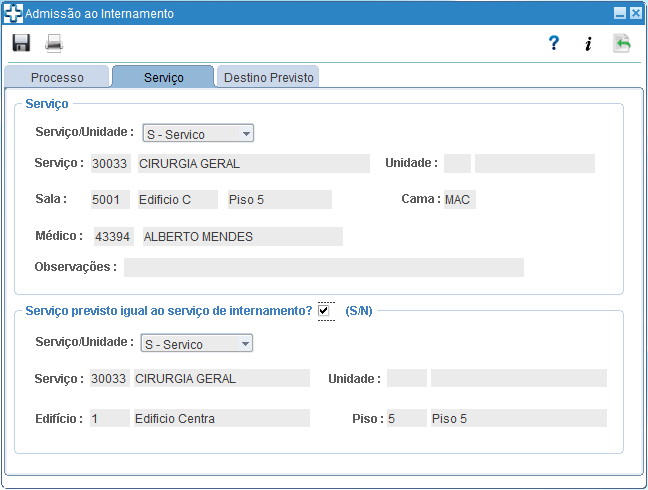 Admissão ao Internamento
? i
Processo Serviço Destino Previsto
Serviço
Serviço/Unidade : S - Servico
Serviço : 30033 CIRURGIA GERAL Unidade :
Sala : 5001 Edificio C Piso 5 Cama : MAC
Médico : 43394 ALBERTO MENDES
Observações :
Serviço previsto igual ao serviço de internamento? (S/N)
Serviço/Unidade : S - Servico
Serviço : 30033 CIRURGIA GERAL Unidade :
Edifício : 1 Edificio Centra Piso : 5 Piso 5